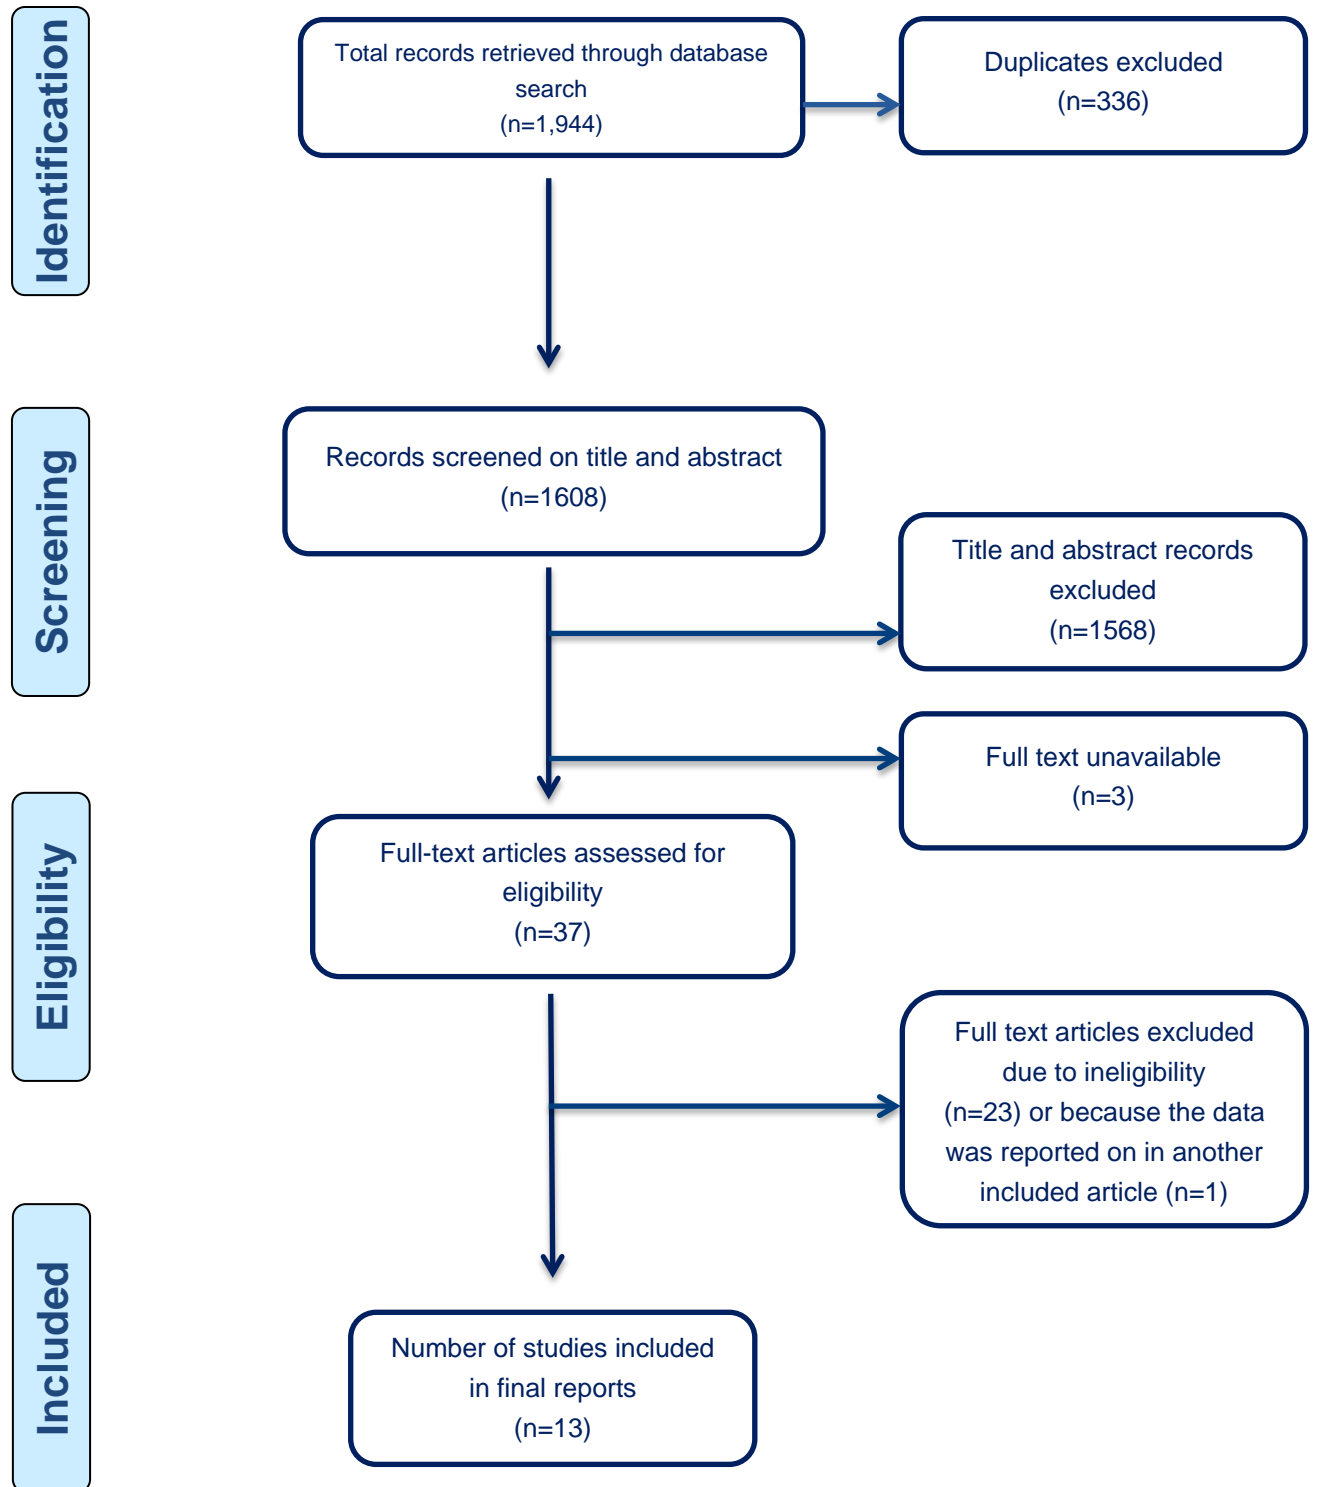 Identification
Total records retrieved through database
search
(n=1,944)
Duplicates excluded
(n=336)
Screening
Records screened on title and abstract
(n=1608)
Title and abstract records
excluded
(n=1568)
Full text unavailable
(n=3)
Eligibility
Full-text articles assessed for
eligibility
(n=37)
Full text articles excluded
due to ineligibility
(n=23) or because the data
was reported on in another
included article (n=1)
Included
Number of studies included
in final reports
(n=13)